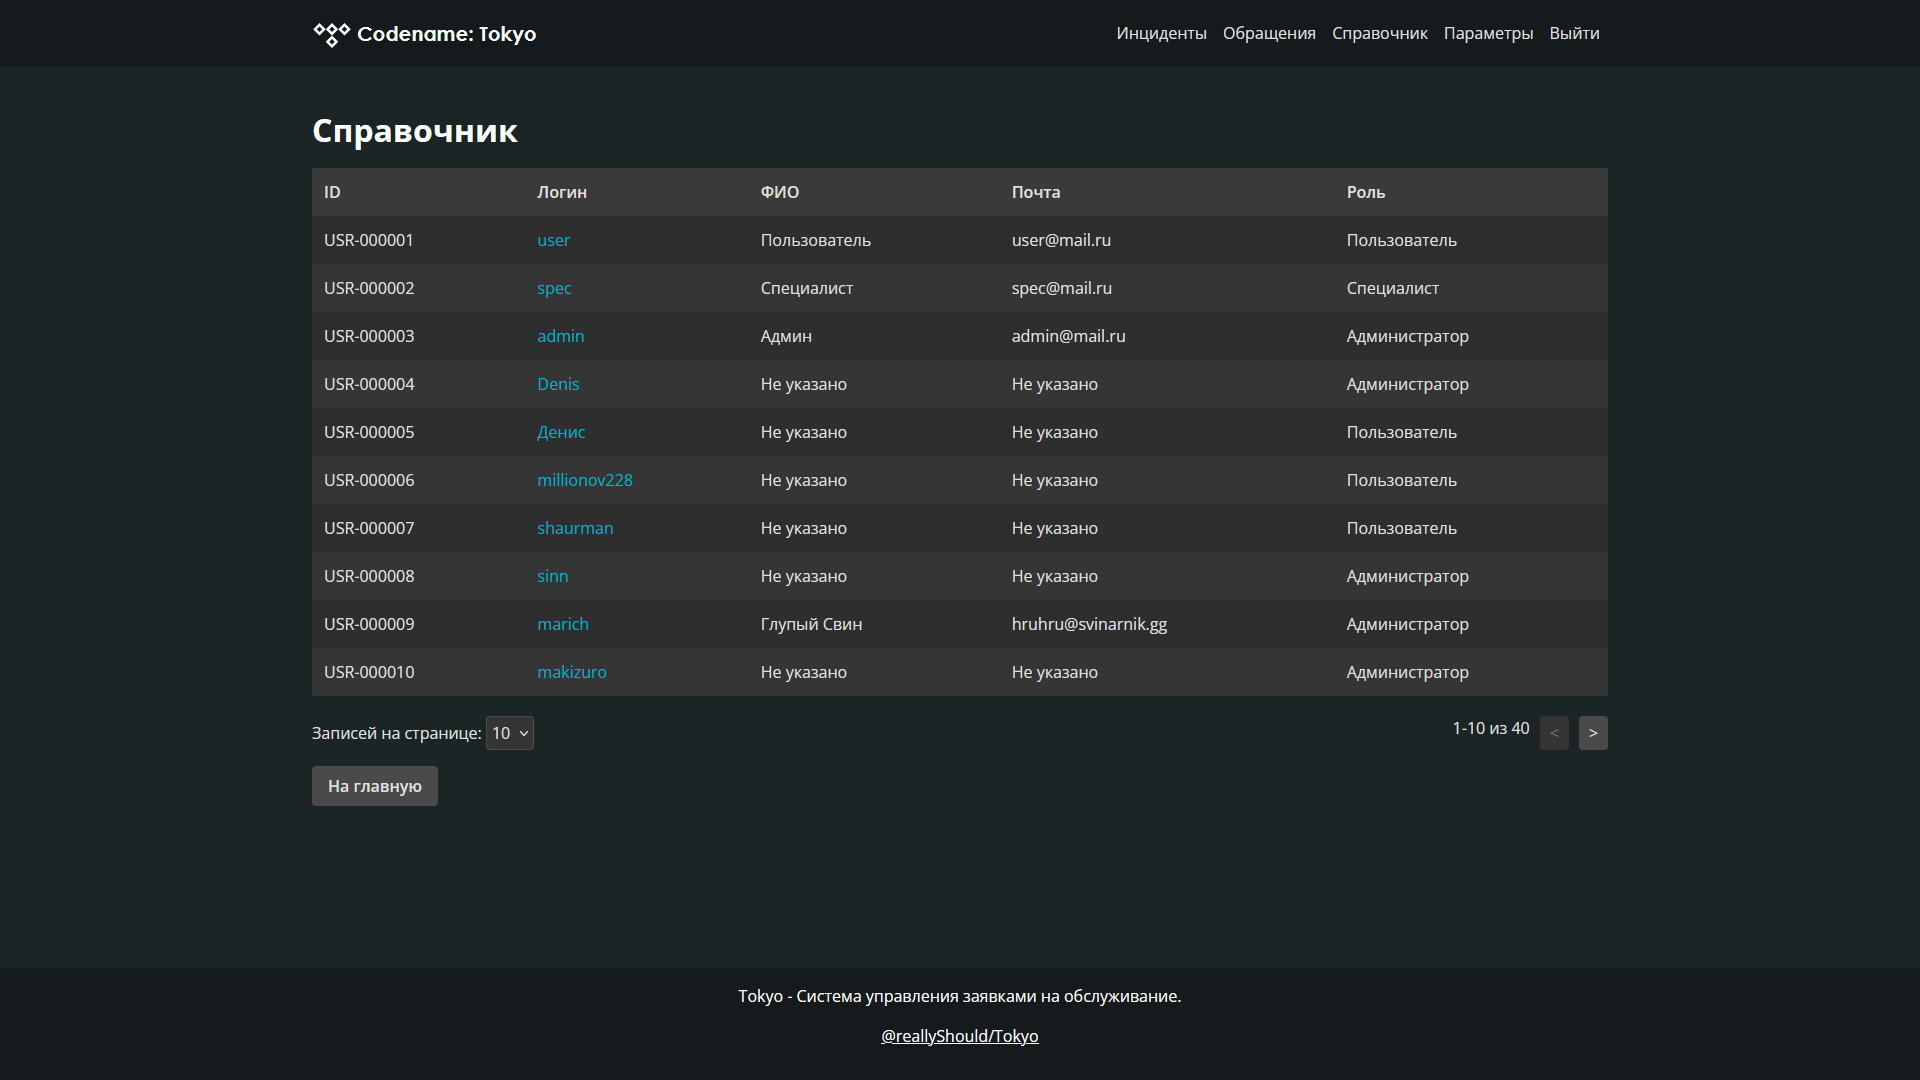 Codename: Tokyo
Инциденты Обращения Справочник Параметры Выйти
Справочник
ID Логин ФИО Почта Роль
USR-000001 user Пользователь user@mail.ru Пользователь
USR-000002 spec Специалист spec@mail.ru Специалист
USR-000003 admin Админ admin@mail.ru Администратор
USR-000004 Denis Не указано Не указано Администратор
USR-000005 Денис Не указано Не указано Пользователь
USR-000006 millionov228 Не указано Не указано Пользователь
USR-000007 shaurman Не указано Не указано Пользователь
USR-000008 sinn Не указано Не указано Администратор
USR-000009 marich Глупый Свин hruhru@svinarnik.gg Администратор
USR-000010 makizuro Не указано Не указано Администратор
Записей на странице: 10
1-10 из 40 < >
На главную
Tokyo - Система управления заявками на обслуживание.
@reallyShould/Tokyo